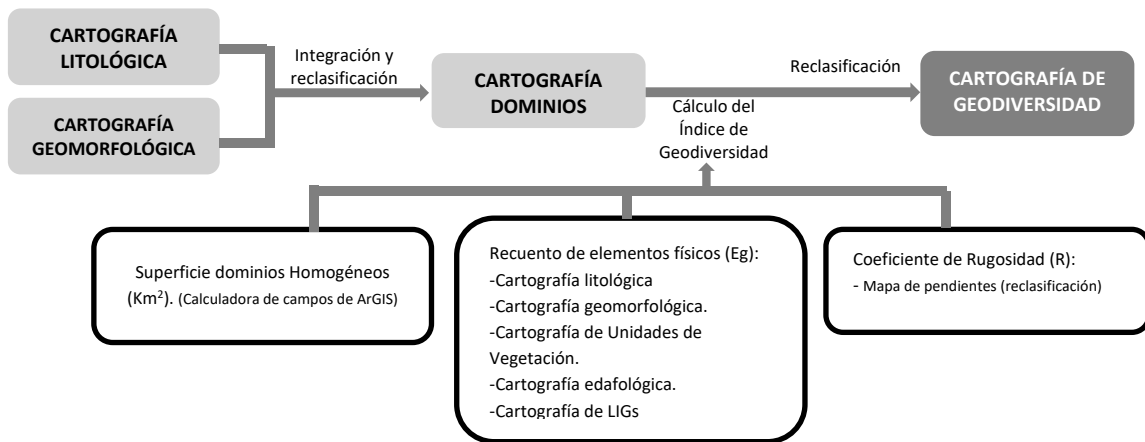 CARTOGRAFÍA
LITOLÓGICA
CARTOGRAFÍA
GEOMORFOLÓGICA
Integración y
reclasificación
CARTOGRAFÍA
DOMINIOS
Reclasificación
Cálculo del
Índice de
Geodiversidad
CARTOGRAFÍA DE
GEODIVERSIDAD
Superficie dominios Homogéneos
(Km²). (Calculadora de campos de ArGIS)
Recuento de elementos físicos (Eg):
-Cartografía litológica
-Cartografía geomorfológica.
-Cartografía de Unidades de
Vegetación.
-Cartografía edafológica.
-Cartografía de LIGs
Coeficiente de Rugosidad (R):
- Mapa de pendientes (reclasificación)